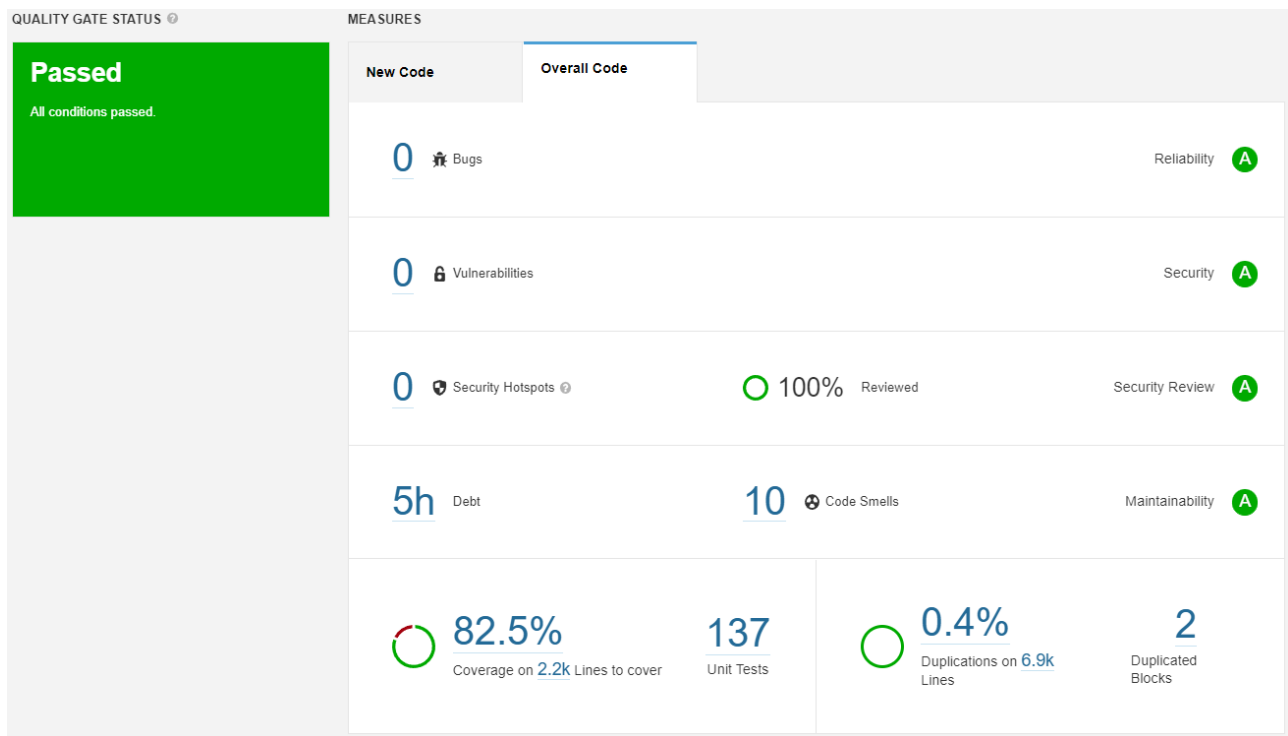 QUALITY GATE STATUS
MEASURES
Passed
All conditions passed.
New Code
Overall Code
0 Bugs
Reliability A
0 Vulnerabilities
Security A
0 Security Hotspots
100% Reviewed
Security Review A
5h Debt
10 Code Smells
Maintainability A
82.5%
Coverage on 2.2k Lines to cover
137
Unit Tests
0.4%
Duplications on 6.9k
Lines
2
Duplicated
Blocks